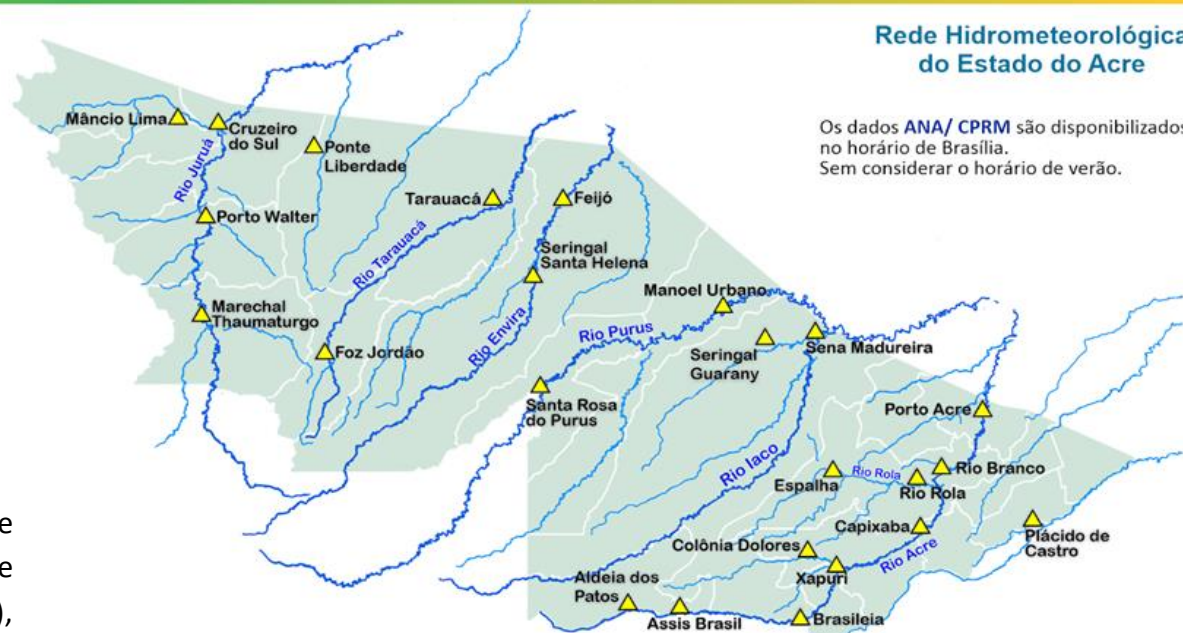 Rede Hidrometeorológica
do Estado do Acre
Os dados ANA/ CPRM são disponibilizados
no horário de Brasília.
Sem considerar o horário de verão.
Mâncio Lima
Cruzeiro
do Sul
Ponte
Liberdade
Rio Juruá
Porto Walter
Tarauacá
Feijó
Rio Tarauacá
Seringal
Santa Helena
Marechal
Thaumaturgo
Foz Jordão
Rio Envira
Manoel Urbano
Rio Purus
Seringal
Guarany
Sena Madureira
Santa Rosa
do Purus
Porto Acre
Rio Iaco
Espalha
Rio Rola
Rio Rola
Rio Branco
Capixaba
Plácido de
Castro
Colônia Dolores
Xapuri
Rio Acre
Aldeia dos
Patos
Assis Brasil
Brasileia
e
e
),